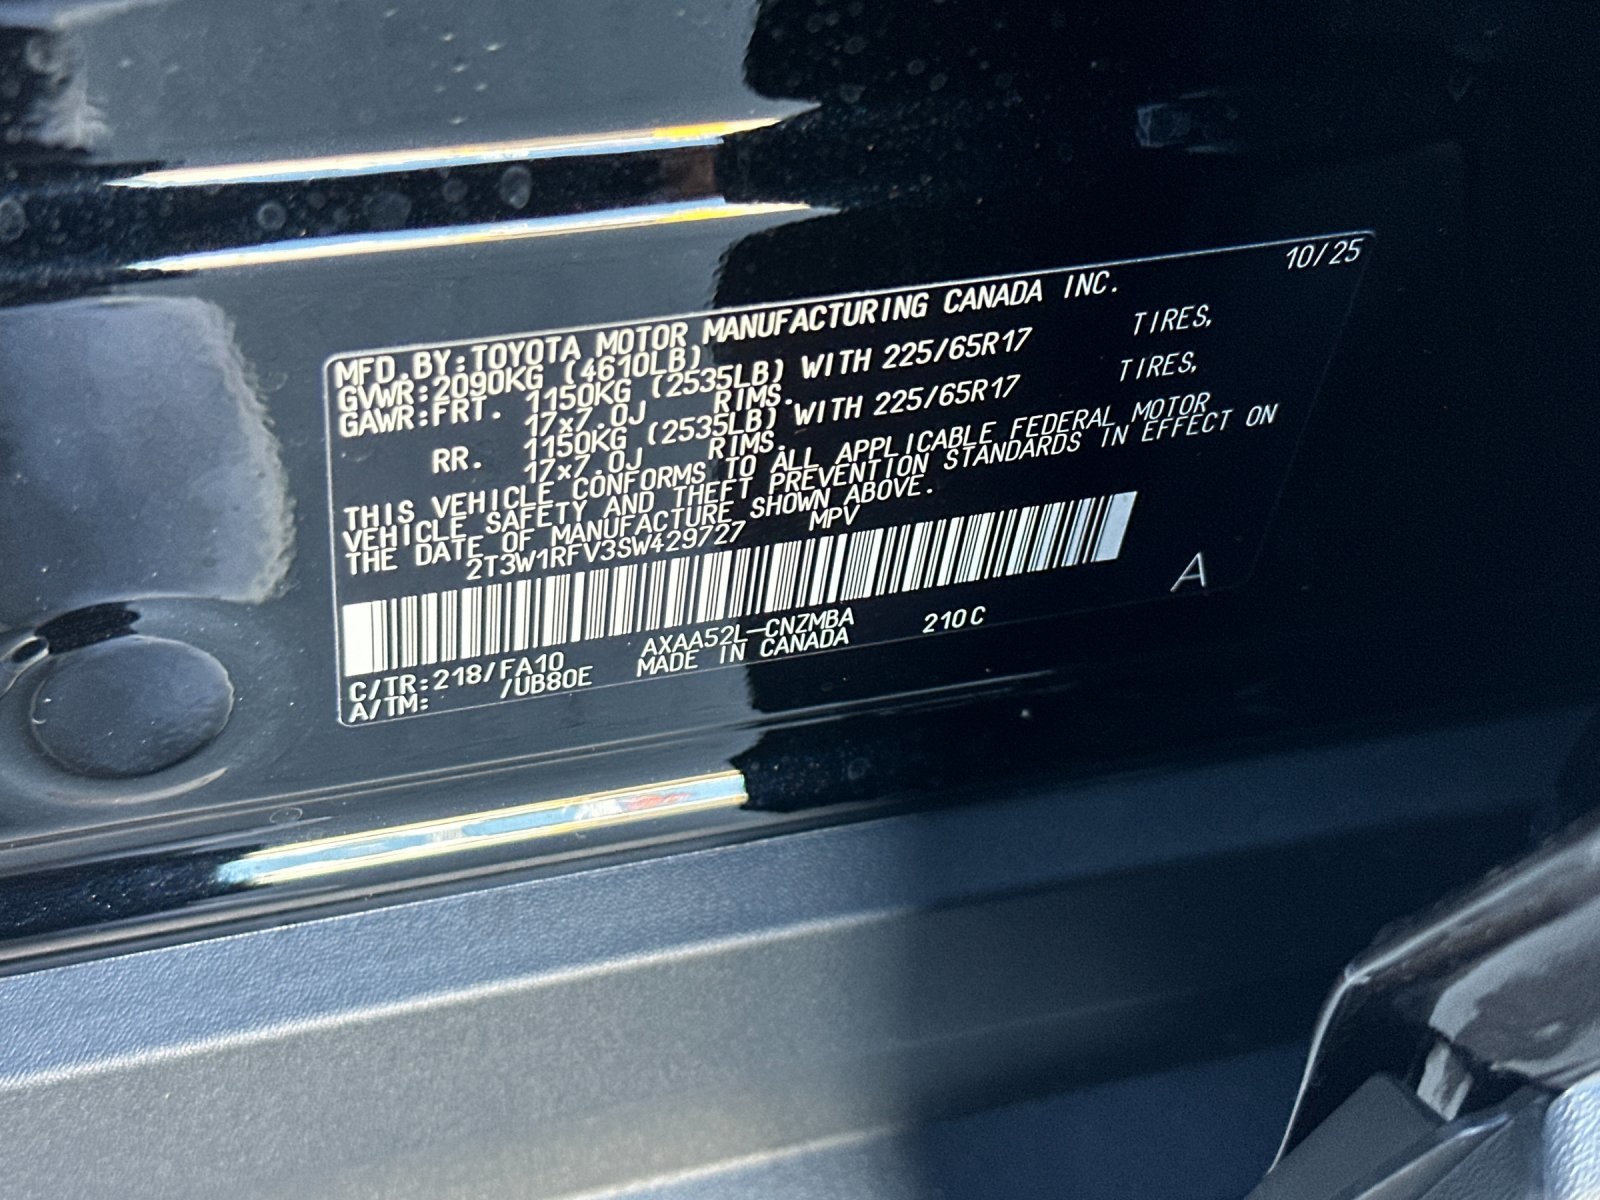 10/25
MFD.BY:TOYOTA MOTOR MANUFACTURING CANADA INC.
GVWR:2090KG (4610LB)
GAWR:FRT. 1150KG (2535LB) WITH 225/65R17 TIRES,
17x7.0J RIMS.
RR. 1150KG (2535LB) WITH 225/65R17 TIRES,
17x7.0J RIMS.
THIS VEHICLE CONFORMS TO ALL APPLICABLE FEDERAL MOTOR
VEHICLE SAFETY AND THEFT PREVENTION STANDARDS IN EFFECT ON
THE DATE OF MANUFACTURE SHOWN ABOVE.
2T3W1RFV3SW429727 MPV
A
C/TR:218/FA10 AXAA52L-CNZMBA 210C
A/TM: /UB80E MADE IN CANADA